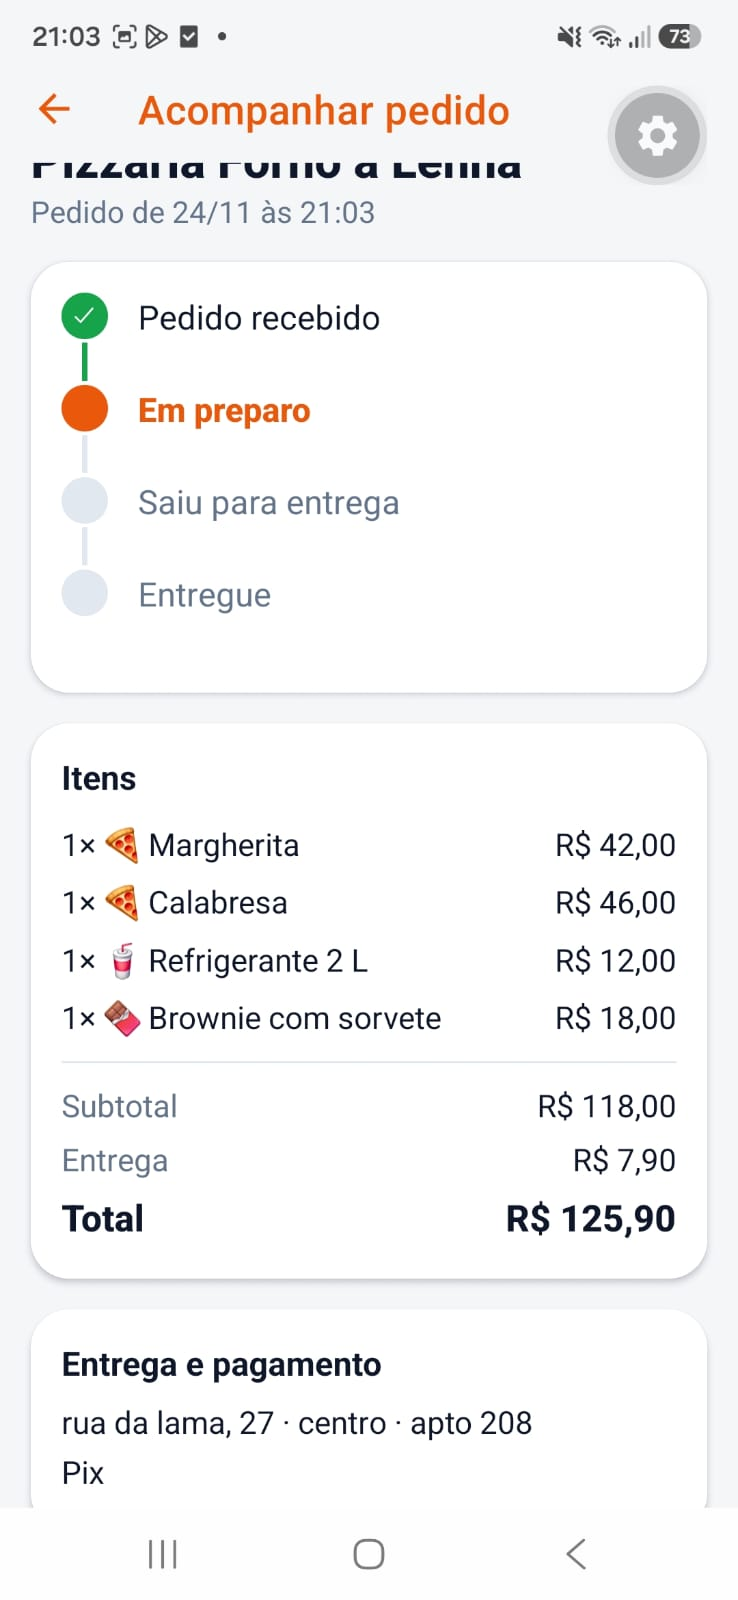 21:03
73
Acompanhar pedido
Pizzaria Forno a Lenha
Pedido de 24/11 às 21:03
Pedido recebido
Em preparo
Saiu para entrega
Entregue
Itens
1× Margherita R$ 42,00
1× Calabresa R$ 46,00
1× Refrigerante 2 L R$ 12,00
1× Brownie com sorvete R$ 18,00
Subtotal R$ 118,00
Entrega R$ 7,90
Total R$ 125,90
Entrega e pagamento
rua da lama, 27 · centro · apto 208
Pix